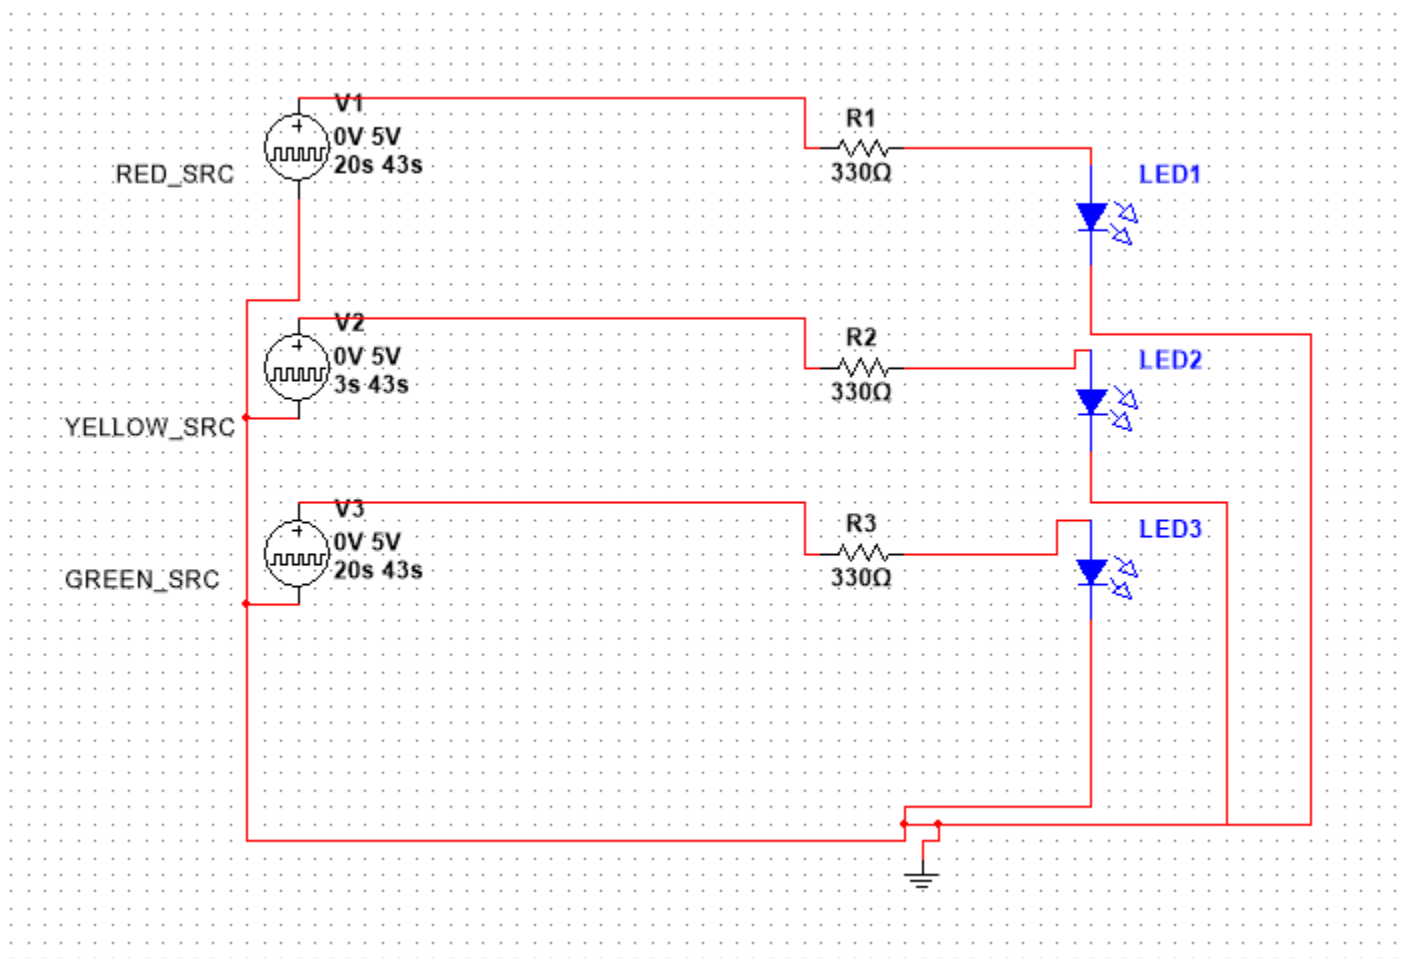 V1
0V 5V
20s 43s
RED_SRC
R1
330Ω
LED1
V2
0V 5V
3s 43s
YELLOW_SRC
R2
330Ω
LED2
V3
0V 5V
20s 43s
GREEN_SRC
R3
330Ω
LED3